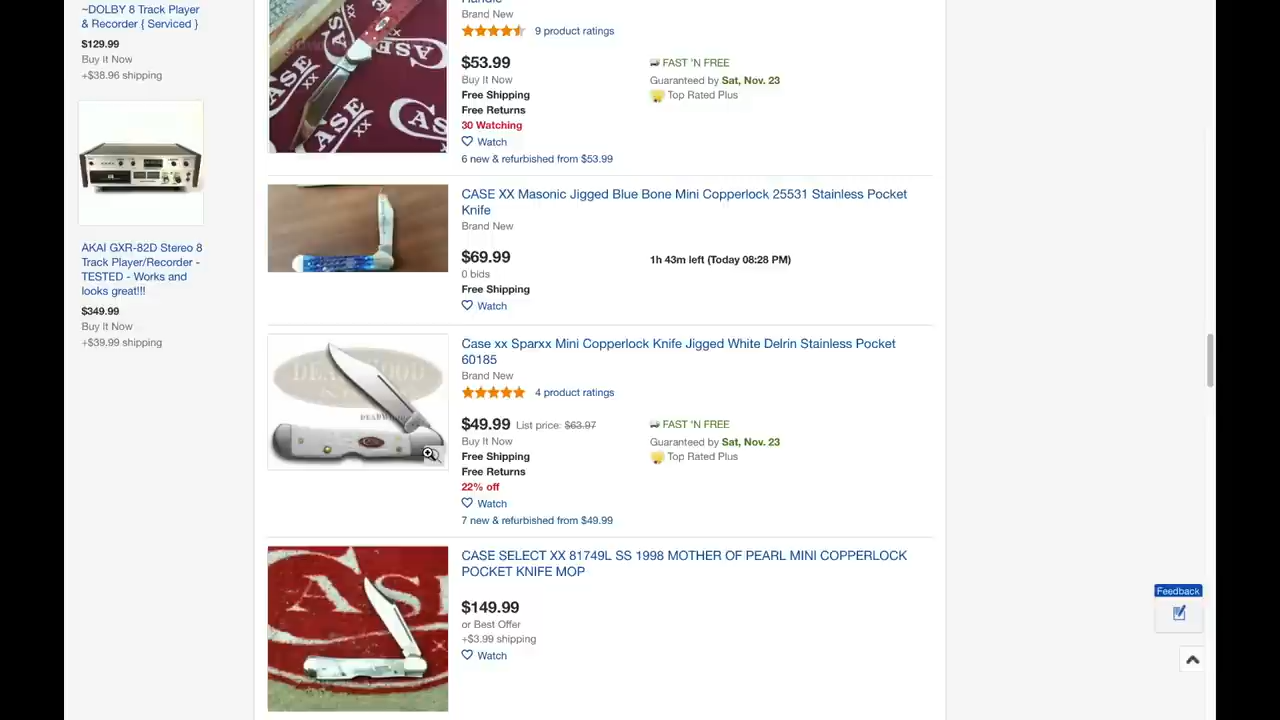 ~DOLBY 8 Track Player
& Recorder { Serviced }
$129.99
Buy It Now
+$38.96 shipping
AKAI GXR-82D Stereo 8
Track Player/Recorder -
TESTED - Works and
looks great!!!
$349.99
Buy It Now
+$39.99 shipping
Handle
Brand New
9 product ratings
$53.99
Buy It Now
Free Shipping
Free Returns
30 Watching
Watch
6 new & refurbished from $53.99
FAST 'N FREE
Guaranteed by Sat, Nov. 23
Top Rated Plus
CASE XX
CASE XX
CASE
CASE XX Masonic Jigged Blue Bone Mini Copperlock 25531 Stainless Pocket
Knife
Brand New
$69.99
0 bids
Free Shipping
Watch
1h 43m left (Today 08:28 PM)
Case xx Sparxx Mini Copperlock Knife Jigged White Delrin Stainless Pocket
60185
Brand New
4 product ratings
$49.99 List price: $63.97
Buy It Now
Free Shipping
Free Returns
22% off
Watch
7 new & refurbished from $49.99
FAST 'N FREE
Guaranteed by Sat, Nov. 23
Top Rated Plus
DEADWOOD
CASE SELECT XX 81749L SS 1998 MOTHER OF PEARL MINI COPPERLOCK
POCKET KNIFE MOP
$149.99
or Best Offer
+$3.99 shipping
Watch
Feedback